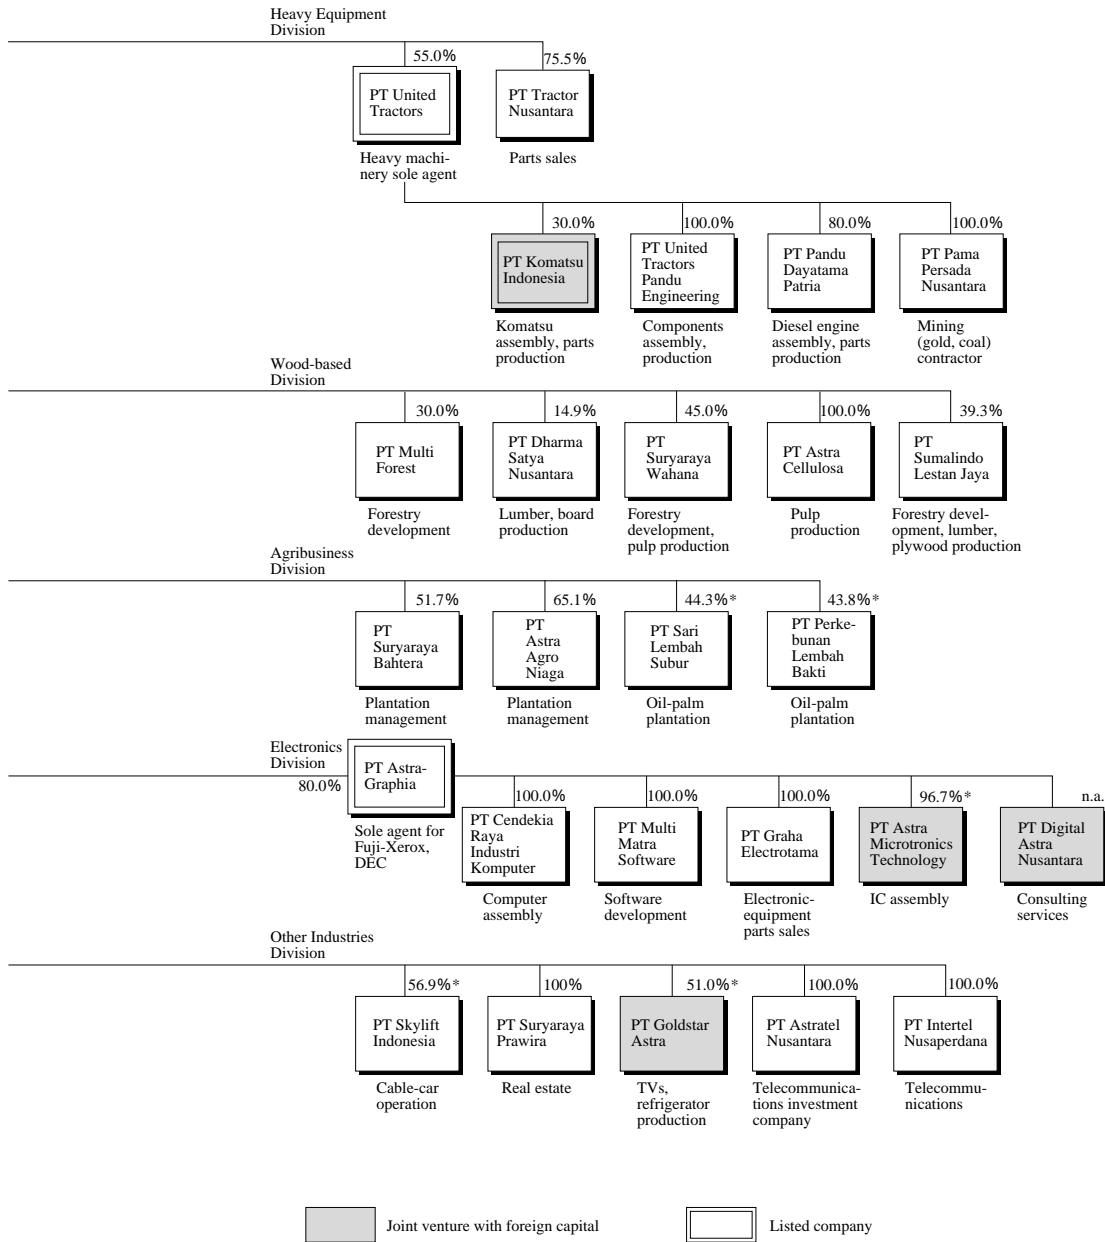 Heavy Equipment
Division
55.0%
75.5%
PT United
Tractors
PT Tractor
Nusantara
Heavy machi-
nery sole agent
Parts sales
30.0%
100.0%
80.0%
100.0%
PT Komatsu
Indonesia
PT United
Tractors
Pandu
Engineering
PT Pandu
Dayatama
Patria
PT Pama
Persada
Nusantara
Komatsu
assembly, parts
production
Components
assembly,
production
Diesel engine
assembly, parts
production
Mining
(gold, coal)
contractor
Wood-based
Division
30.0%
14.9%
45.0%
100.0%
39.3%
PT Multi
Forest
PT Dharma
Satya
Nusantara
PT
Suryaraya
Wahana
PT Astra
Cellulosa
PT
Sumalindo
Lestan Jaya
Forestry
development
Lumber, board
production
Forestry
development,
pulp production
Pulp
production
Forestry devel-
opment, lumber,
plywood production
Agribusiness
Division
51.7%
65.1%
44.3%*
43.8%*
PT
Suryaraya
Bahtera
PT
Astra
Agro
Niaga
PT Sari
Lembah
Subur
PT Perke-
bunan
Lembah
Bakti
Plantation
management
Plantation
management
Oil-palm
plantation
Oil-palm
plantation
Electronics
Division
80.0%
PT Astra-
Graphia
Sole agent for
Fuji-Xerox,
DEC
100.0%
100.0%
100.0%
96.7%*
n.a.
PT Cendekia
Raya
Industri
Komputer
PT Multi
Matra
Software
PT Graha
Electrotama
PT Astra
Microtronics
Technology
PT Digital
Astra
Nusantara
Computer
assembly
Software
development
Electronic-
equipment
parts sales
IC assembly
Consulting
services
Other Industries
Division
56.9%*
100%
51.0%*
100.0%
100.0%
PT Skylift
Indonesia
PT Suryaraya
Prawira
PT Goldstar
Astra
PT Astratel
Nusantara
PT Intertel
Nusaperdana
Cable-car
operation
Real estate
TVs,
refrigerator
production
Telecommunica-
tions investment
company
Telecommu-
nications
Joint venture with foreign capital
Listed company